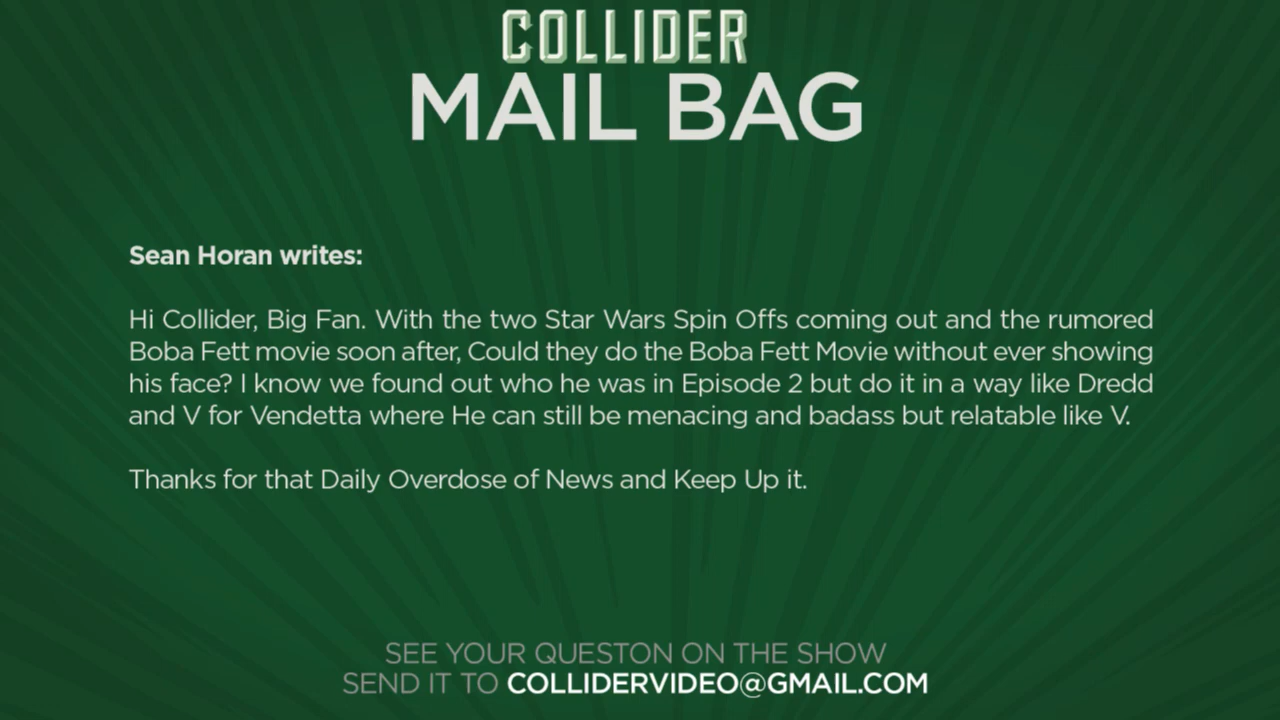 COLLIDER
MAIL BAG
Sean Horan writes:
Hi Collider, Big Fan. With the two Star Wars Spin Offs coming out and the rumored
Boba Fett movie soon after, Could they do the Boba Fett Movie without ever showing
his face? I know we found out who he was in Episode 2 but do it in a way like Dredd
and V for Vendetta where He can still be menacing and badass but relatable like V.
Thanks for that Daily Overdose of News and Keep Up it.
SEE YOUR QUESTON ON THE SHOW
SEND IT TO COLLIDERVIDEO@GMAIL.COM